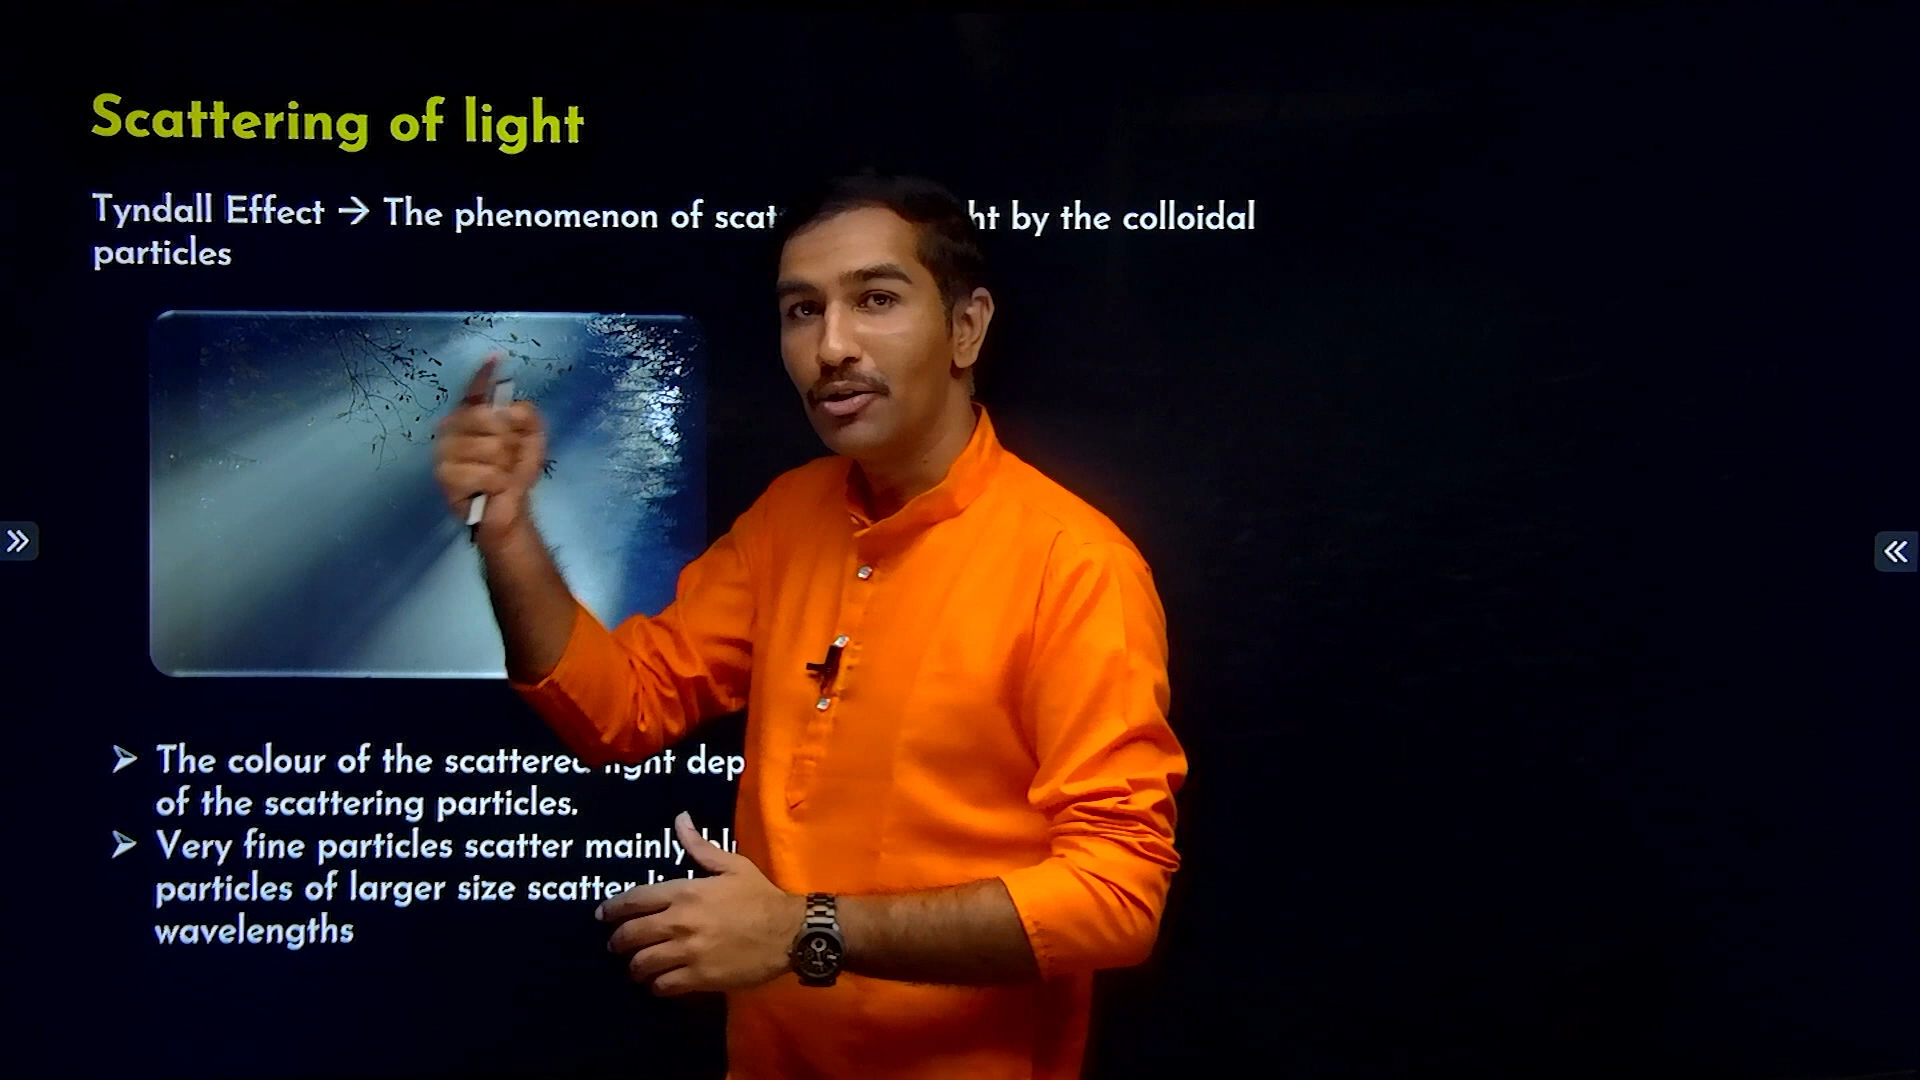 Scattering of light
Tyndall Effect → The phenomenon of scat ht by the colloidal
particles
➢ The colour of the scattered light dep
of the scattering particles.
➢ Very fine particles scatter mainly
particles of larger size scatter
wavelengths